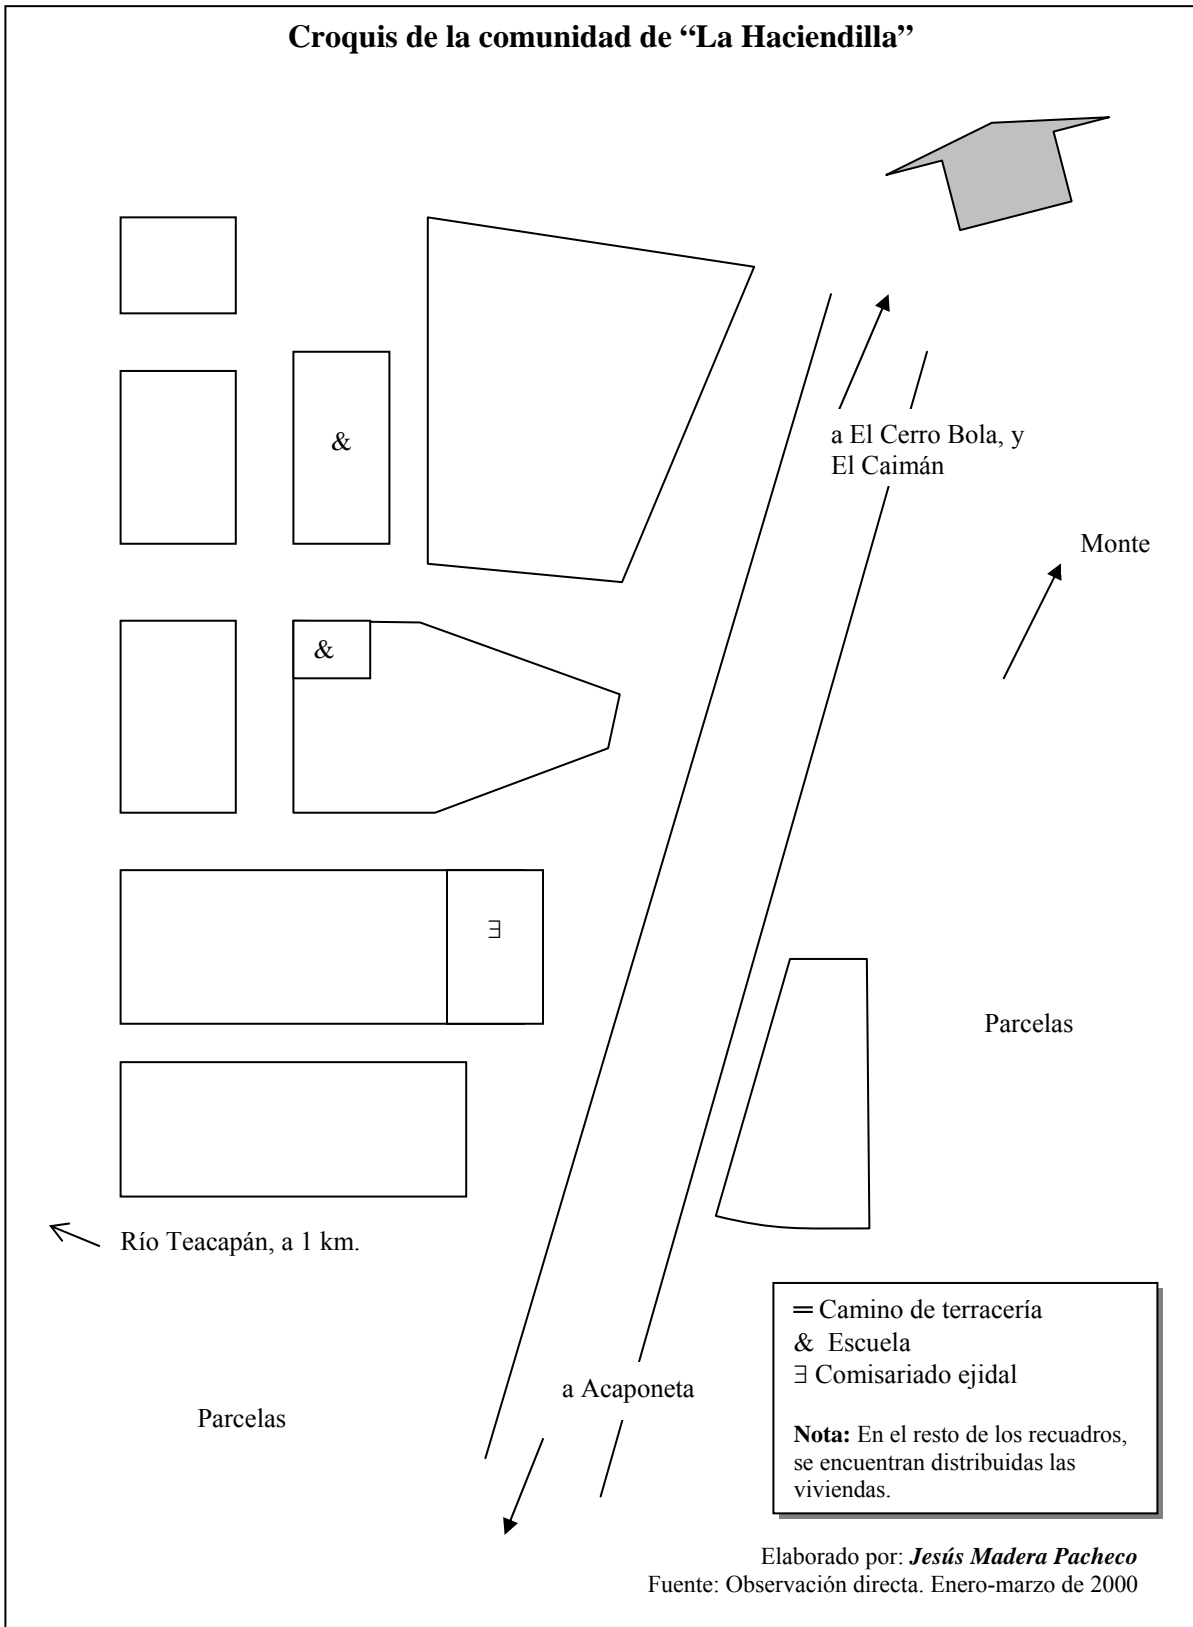 Croquis de la comunidad de “La Haciendilla”
a El Cerro Bola, y
El Caimán
&
Monte
&
∃
Parcelas
Río Teacapán, a 1 km.
═ Camino de terracería
& Escuela
∃ Comisariado ejidal
Nota: En el resto de los recuadros,
se encuentran distribuidas las
viviendas.
a Acaponeta
Parcelas
Elaborado por: Jesús Madera Pacheco
Fuente: Observación directa. Enero-marzo de 2000